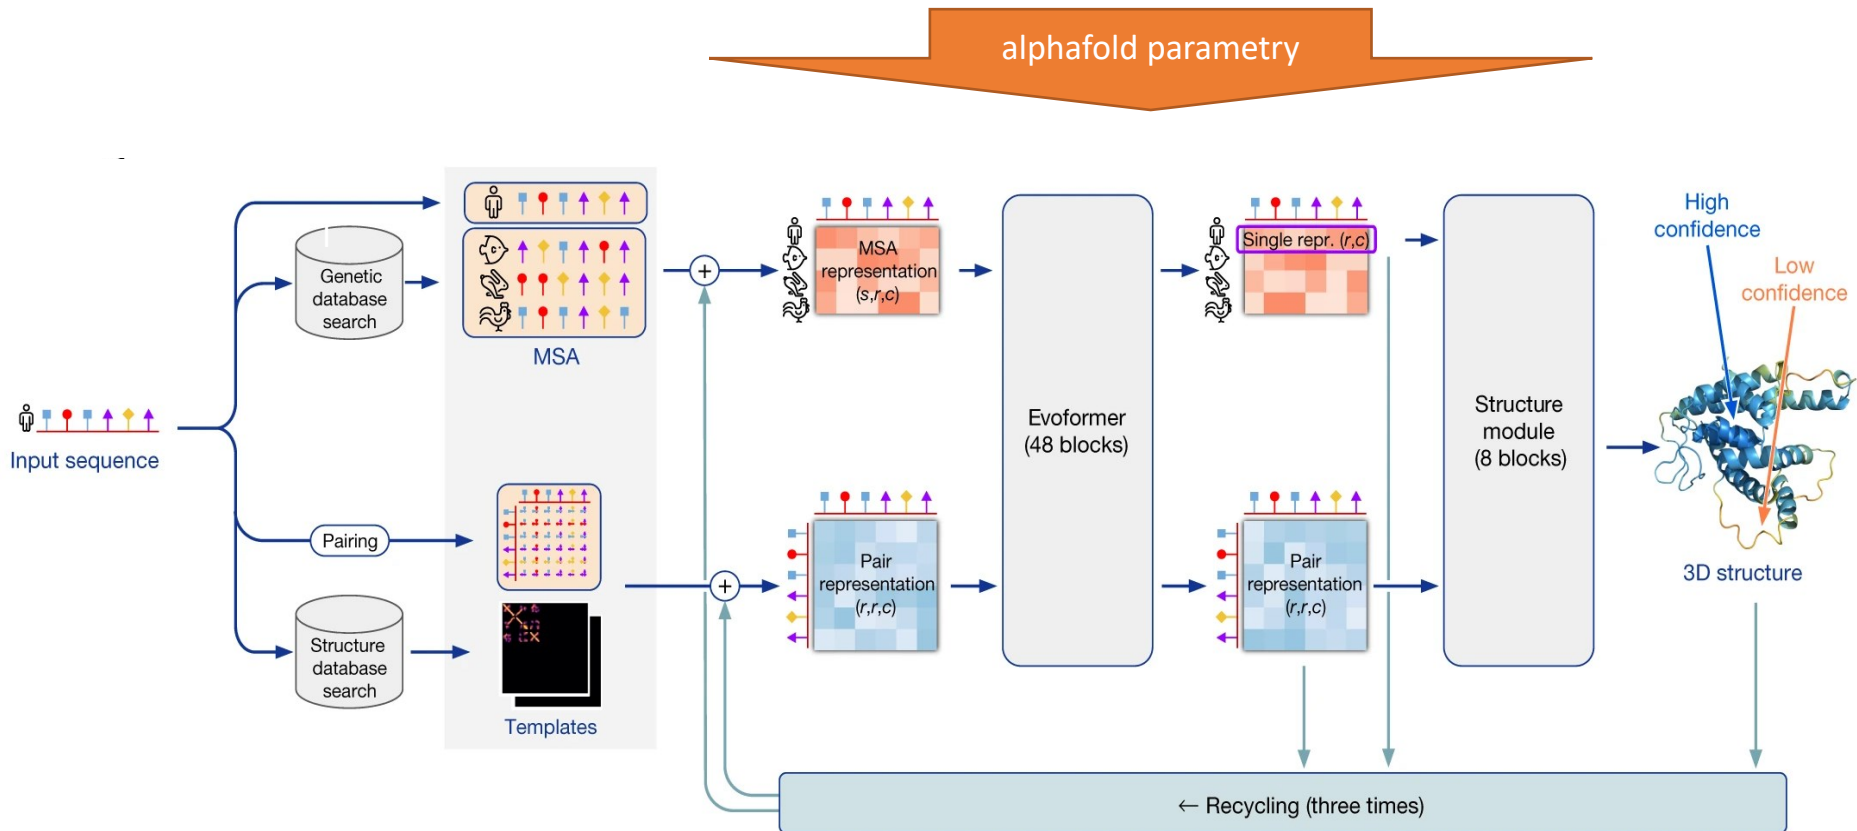 alphafold parametry
High
confidence
Low
confidence
Genetic
database
search
MSA
MSA
representation
(s,r,c)
Single repr. (r,c)
Input sequence
Evoformer
(48 blocks)
Structure
module
(8 blocks)
Pairing
Pair
representation
(r,r,c)
Pair
representation
(r,r,c)
3D structure
Structure
database
search
Templates
← Recycling (three times)